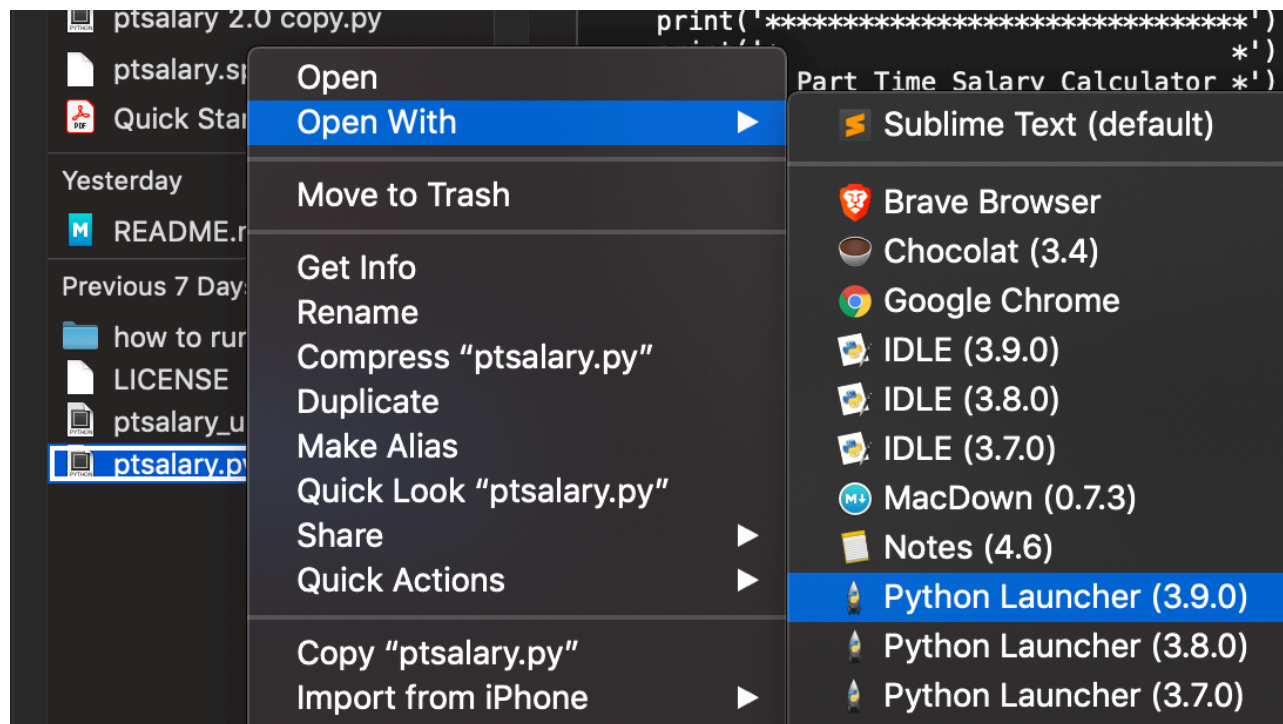 ptsalary 2.0 copy.py
ptsalary.sp
Quick Star
Yesterday
README.
Previous 7 Day
how to rur
LICENSE
ptsalary_u
ptsalary.py
print('*******************************')
*')
Part Time Salary Calculator *')
Open
Open With
Move to Trash
Get Info
Rename
Compress “ptsalary.py”
Duplicate
Make Alias
Quick Look “ptsalary.py”
Share
Quick Actions
Copy “ptsalary.py”
Import from iPhone
Sublime Text (default)
Brave Browser
Chocolat (3.4)
Google Chrome
IDLE (3.9.0)
IDLE (3.8.0)
IDLE (3.7.0)
MacDown (0.7.3)
Notes (4.6)
Python Launcher (3.9.0)
Python Launcher (3.8.0)
Python Launcher (3.7.0)